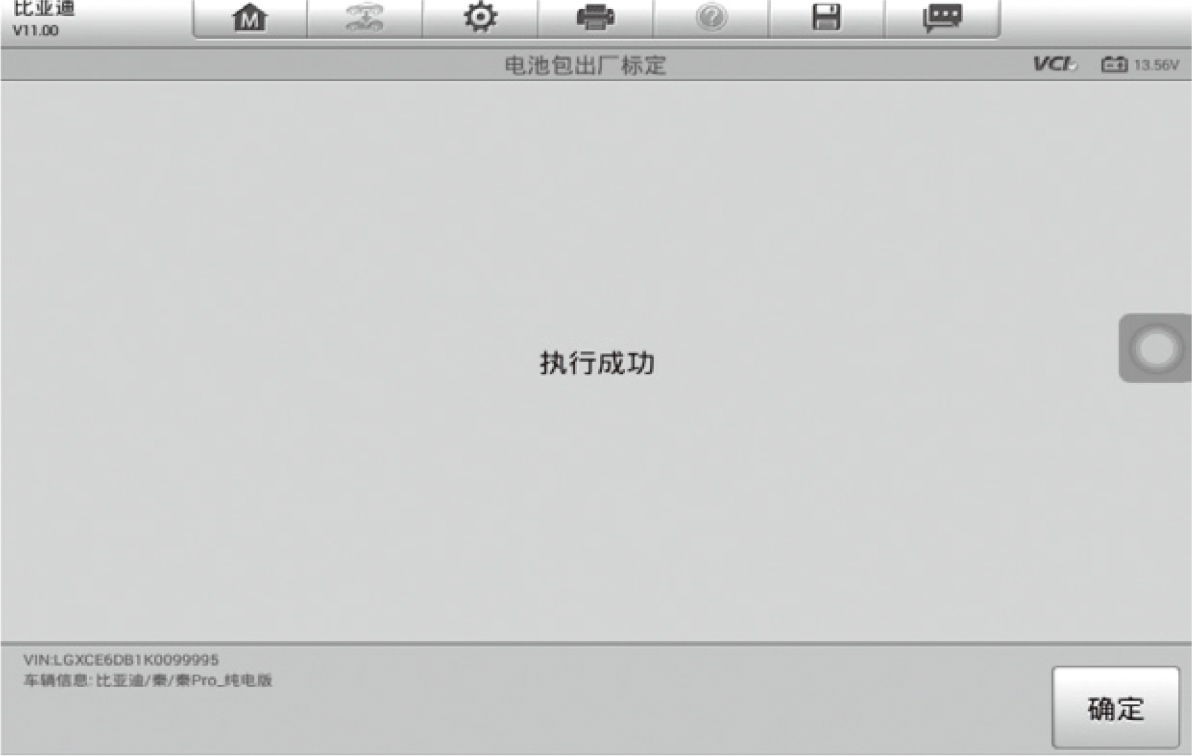 比亚迪
V11.00
M
电池包出厂标定
VCI
13.56V
执行成功
VIN:LGXCE6DB1K0099995
车辆信息: 比亚迪/秦/秦Pro_纯电版
确定